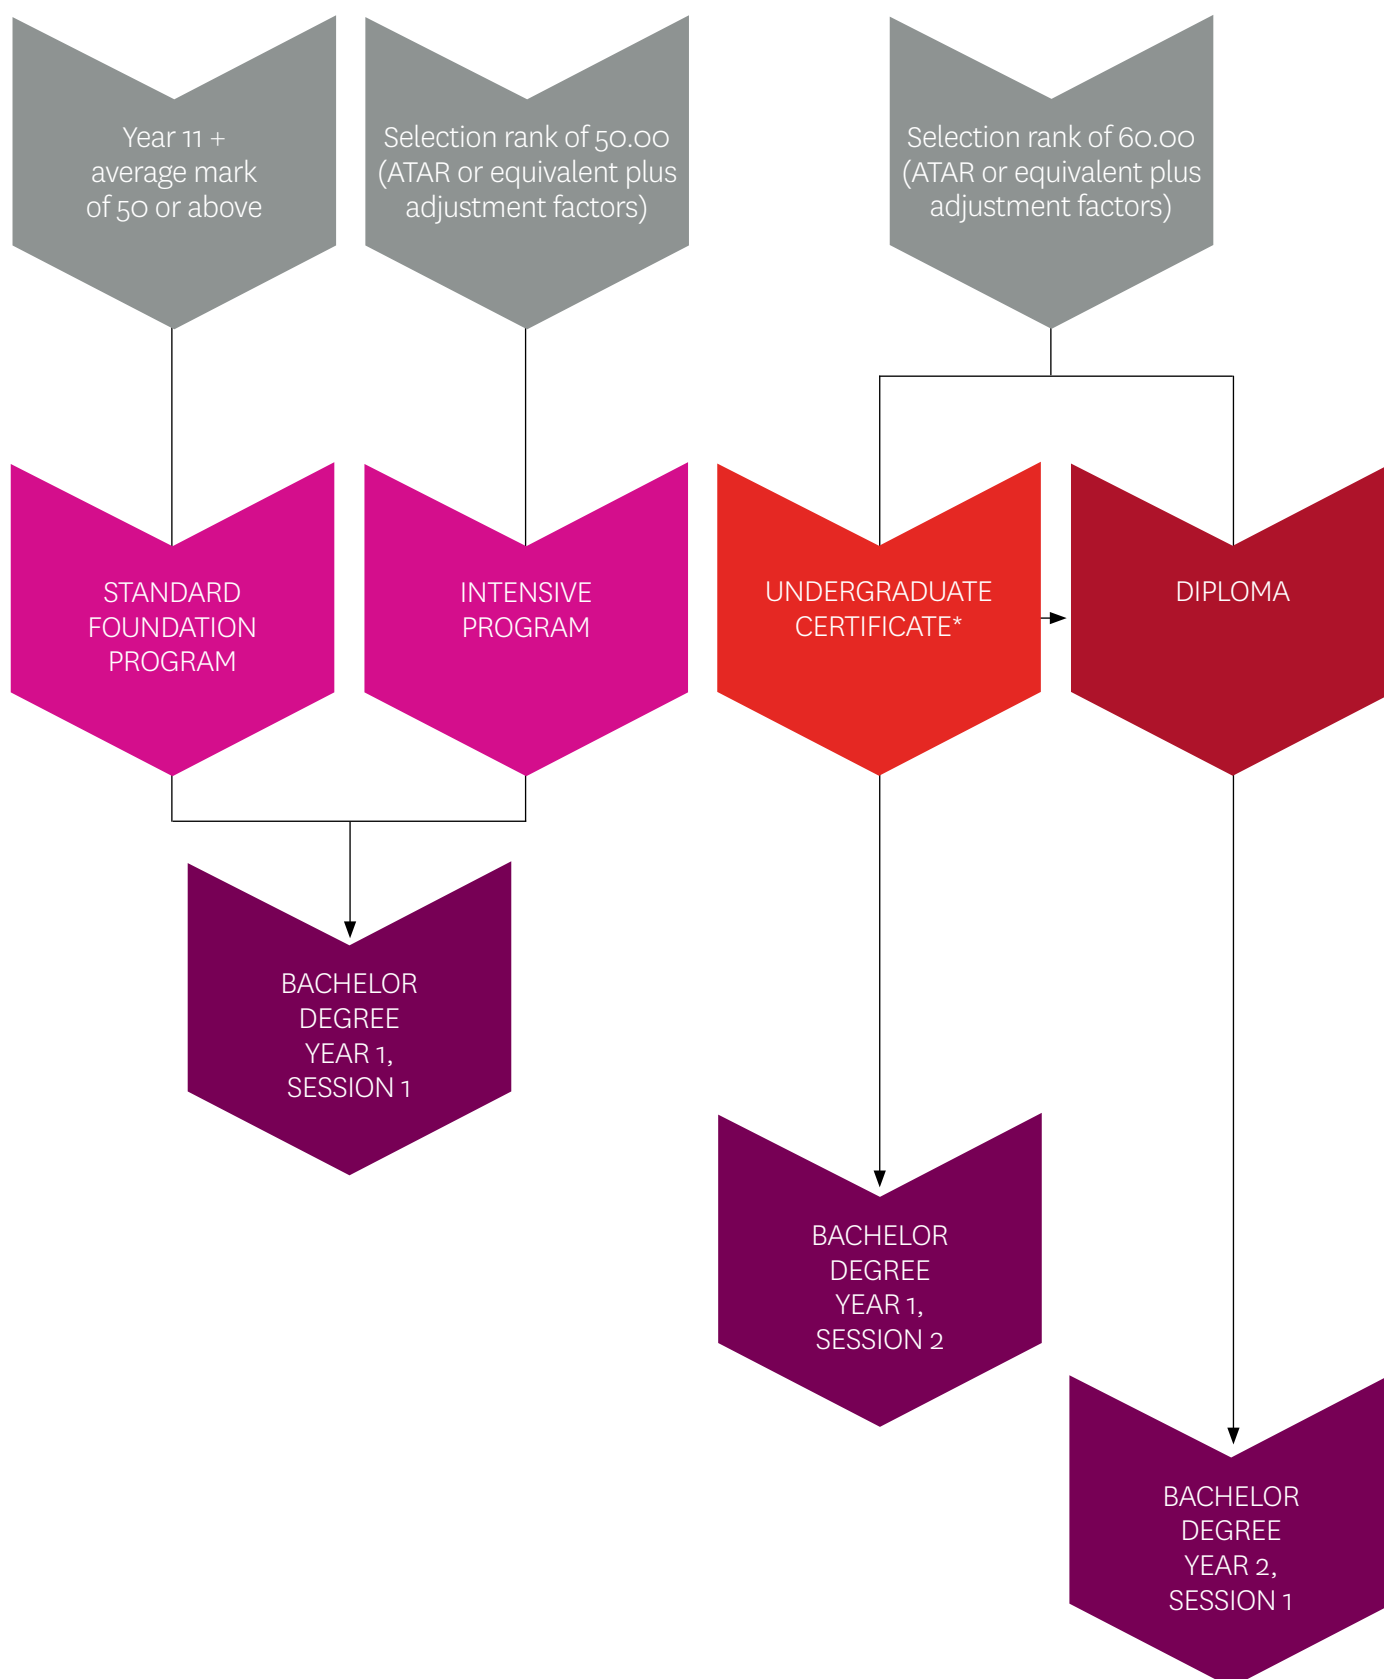 Year 11 +
average mark
of 50 or above
Selection rank of 50.00
(ATAR or equivalent plus
adjustment factors)
Selection rank of 60.00
(ATAR or equivalent plus
adjustment factors)
STANDARD
FOUNDATION
PROGRAM
INTENSIVE
PROGRAM
UNDERGRADUATE
CERTIFICATE*
DIPLOMA
BACHELOR
DEGREE
YEAR 1,
SESSION 1
BACHELOR
DEGREE
YEAR 1,
SESSION 2
BACHELOR
DEGREE
YEAR 2,
SESSION 1